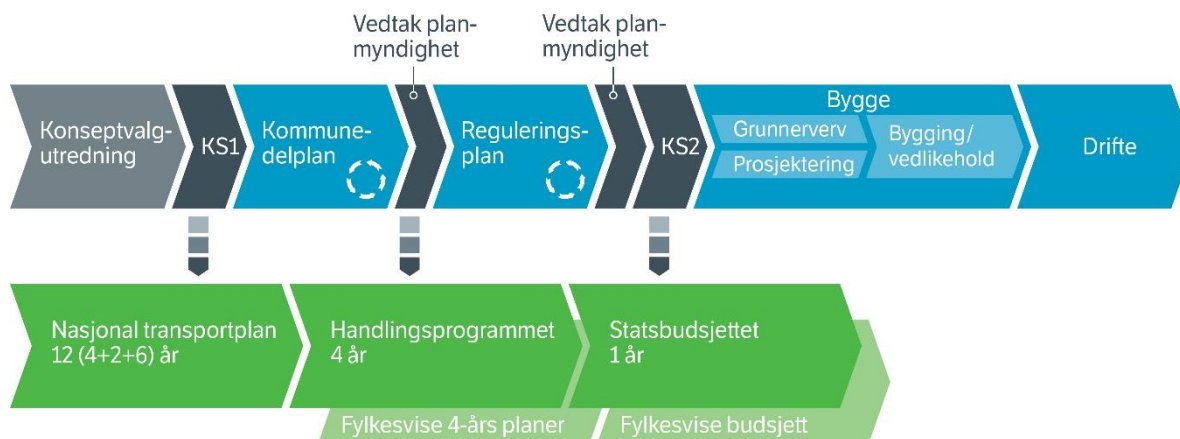 Vedtak plan-
myndighet
Vedtak plan-
myndighet
Konseptvalg-
utredning
KS1
Kommune-
delplan
Regulerings-
plan
KS2
Bygge
Grunnerverv
Prosjektering
Bygging/
vedlikehold
Drifte
Nasjonal transportplan
12 (4+2+6) år
Handlingsprogrammet
4 år
Statsbudsjettet
1 år
Fylkesvise 4-års planer
Fylkesvise budsjett